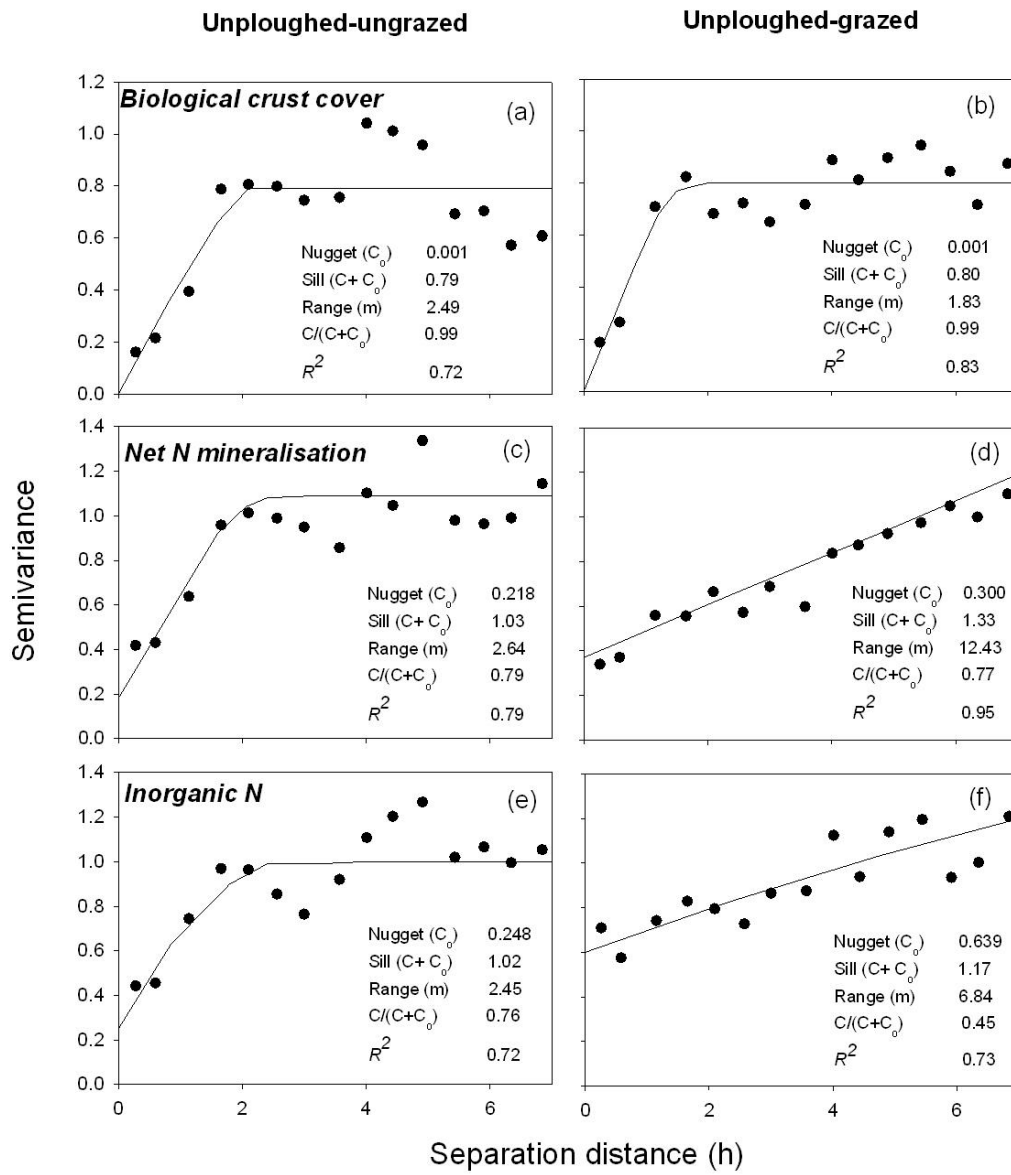 Unploughed-ungrazed
Unploughed-grazed
Semivariance
1.2
1.0
0.8
0.6
0.4
0.2
0.0
Biological crust cover
(a)
Nugget (C₀) 0.001
Sill (C+ C₀) 0.79
Range (m) 2.49
C/(C+C₀) 0.99
R² 0.72
(b)
Nugget (C₀) 0.001
Sill (C+ C₀) 0.80
Range (m) 1.83
C/(C+C₀) 0.99
R² 0.83
1.4
1.2
1.0
0.8
0.6
0.4
0.2
0.0
Net N mineralisation
(c)
Nugget (C₀) 0.218
Sill (C+ C₀) 1.03
Range (m) 2.64
C/(C+C₀) 0.79
R² 0.79
(d)
Nugget (C₀) 0.300
Sill (C+ C₀) 1.33
Range (m) 12.43
C/(C+C₀) 0.77
R² 0.95
1.4
1.2
1.0
0.8
0.6
0.4
0.2
0.0
Inorganic N
(e)
Nugget (C₀) 0.248
Sill (C+ C₀) 1.02
Range (m) 2.45
C/(C+C₀) 0.76
R² 0.72
(f)
Nugget (C₀) 0.639
Sill (C+ C₀) 1.17
Range (m) 6.84
C/(C+C₀) 0.45
R² 0.73
0 2 4 6
0 2 4 6
Separation distance (h)